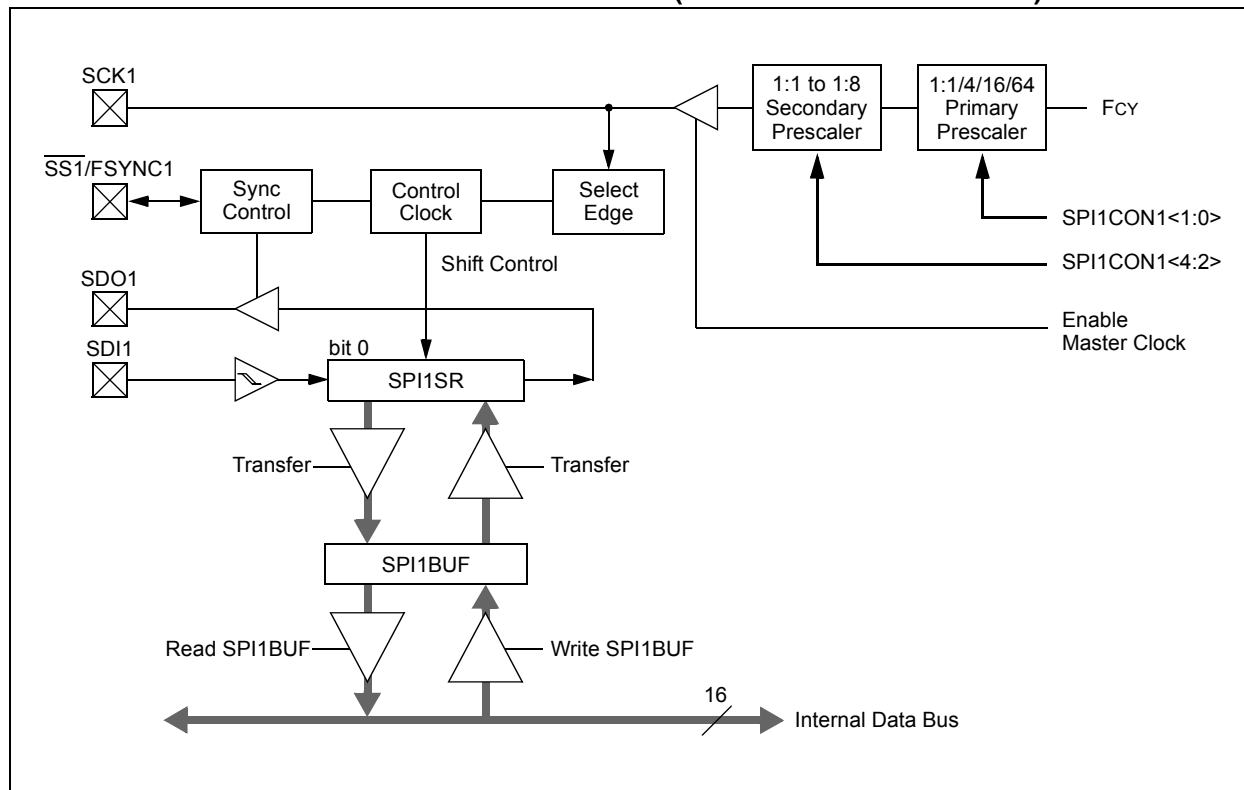 SCK1
1:1 to 1:8
Secondary
Prescaler
1:1/4/16/64
Primary
Prescaler
FCY
SS1/FSYNC1
Sync
Control
Control
Clock
Select
Edge
SPI1CON1<1:0>
Shift Control
SPI1CON1<4:2>
SDO1
Enable
Master Clock
SDI1
bit 0
SPI1SR
Transfer
Transfer
SPI1BUF
Read SPI1BUF
Write SPI1BUF
16
Internal Data Bus